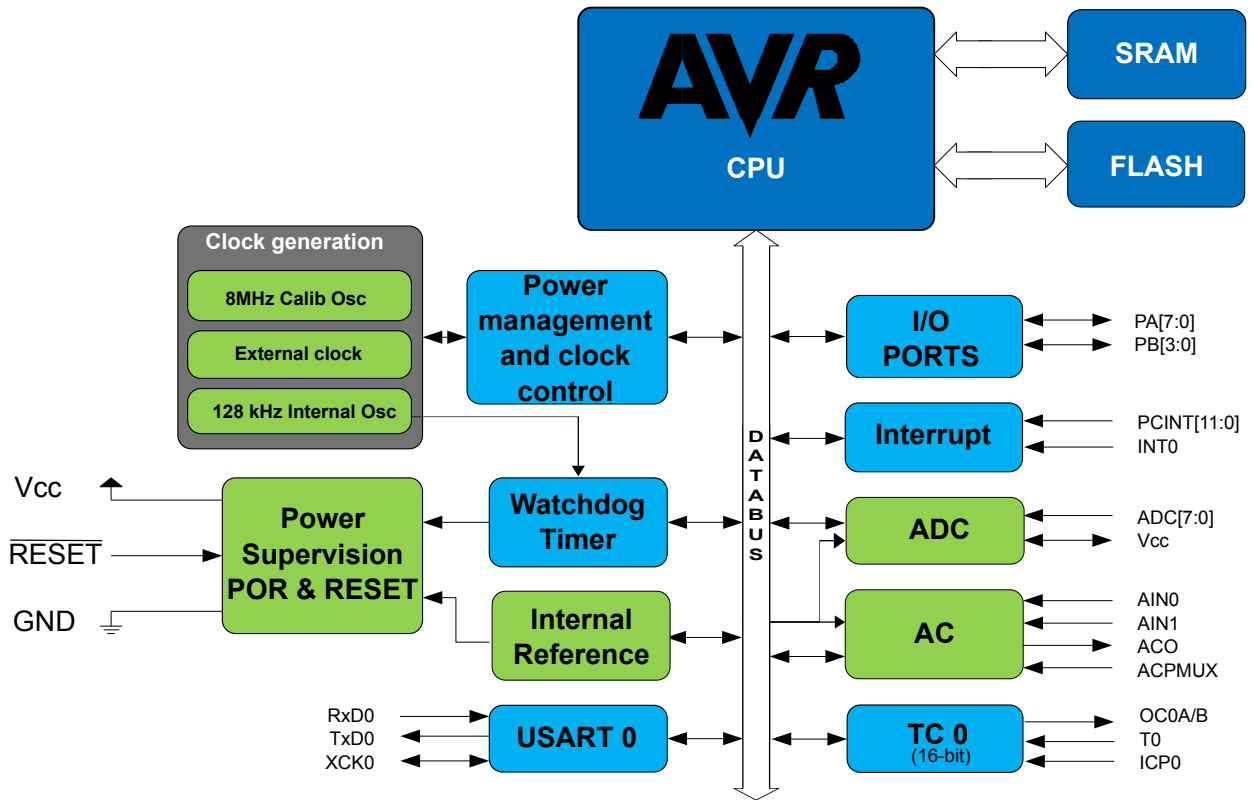 AVR
CPU
SRAM
FLASH
Clock generation
8MHz Calib Osc
External clock
128 kHz Internal Osc
Power
management
and clock
control
I/O
PORTS
PA[7:0]
PB[3:0]
Interrupt
PCINT[11:0]
INT0
DATABUS
Vcc
RESET
GND
Power
Supervision
POR & RESET
Watchdog
Timer
ADC
ADC[7:0]
Vcc
Internal
Reference
AC
AIN0
AIN1
ACO
ACPMUX
RxD0
TxD0
XCK0
USART 0
TC 0
(16-bit)
OC0A/B
T0
ICP0